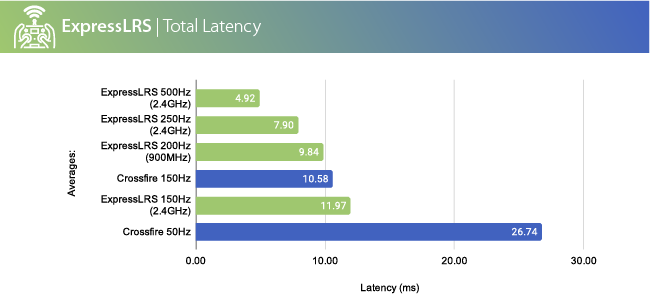 ExpressLRS | Total Latency
ExpressLRS 500Hz
(2.4GHz)
4.92
ExpressLRS 250Hz
(2.4GHz)
7.90
ExpressLRS 200Hz
(900MHz)
9.84
Crossfire 150Hz
10.58
ExpressLRS 150Hz
(2.4GHz)
11.97
Crossfire 50Hz
26.74
Averages:
0.00
10.00
20.00
30.00
Latency (ms)